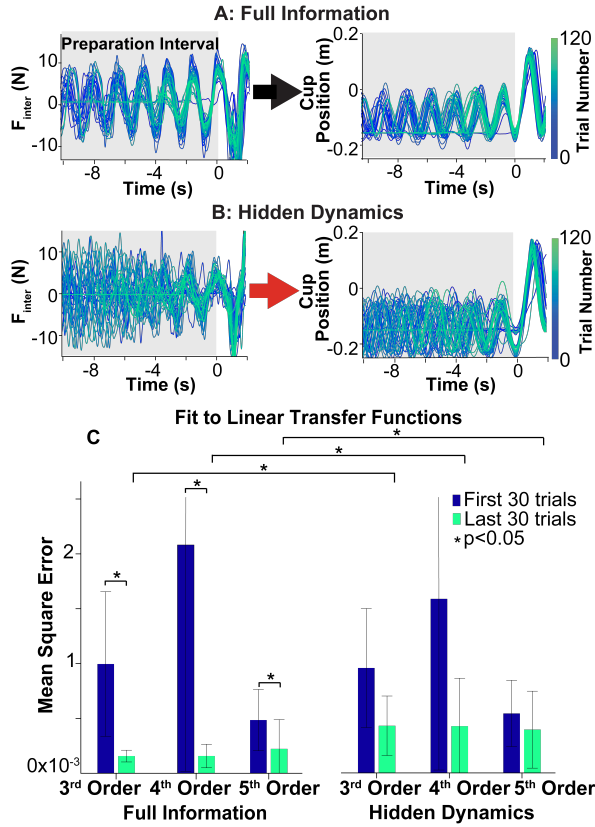 A: Full Information
Preparation Interval
F inter (N)
10
0
-10
-8
-4
0
Time (s)
Cup
Position (m)
0.2
0
-0.2
-8
-4
0
Time (s)
120
0
Trial Number
B: Hidden Dynamics
F inter (N)
10
0
-10
-8
-4
0
Time (s)
Cup
Position (m)
0.2
0
-0.2
-8
-4
0
Time (s)
120
0
Trial Number
Fit to Linear Transfer Functions
C
*
*
*
*
*
*
First 30 trials
Last 30 trials
*p<0.05
Mean Square Error
2
1
0x10⁻³
3rd Order 4th Order 5th Order
Full Information
3rd Order 4th Order 5th Order
Hidden Dynamics